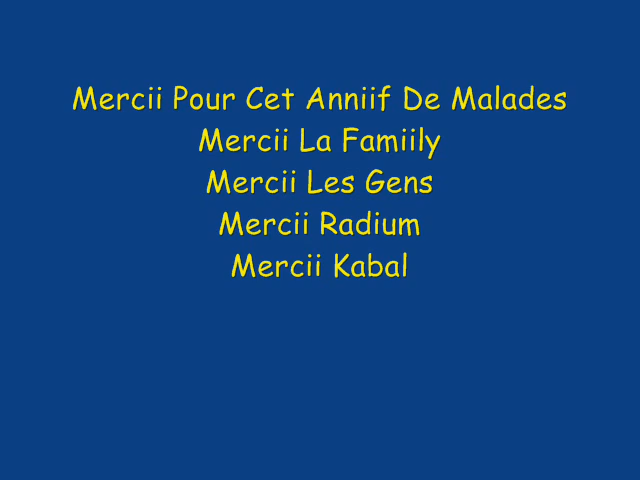 Mercii Pour Cet Anniif De Malades
Mercii La Famiily
Mercii Les Gens
Mercii Radium
Mercii Kabal